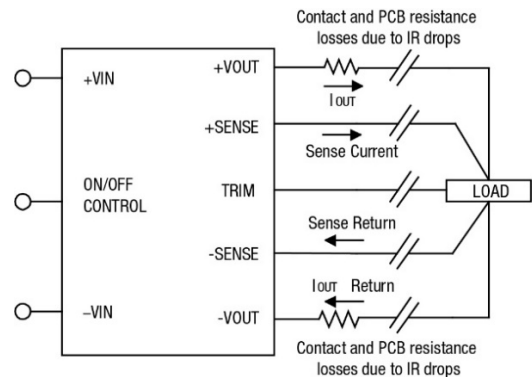 Contact and PCB resistance
losses due to IR drops
+VOUT
+VIN
IOUT
+SENSE
Sense Current
ON/OFF
CONTROL
TRIM
LOAD
Sense Return
-SENSE
IOUT Return
–VIN
-VOUT
Contact and PCB resistance
losses due to IR drops